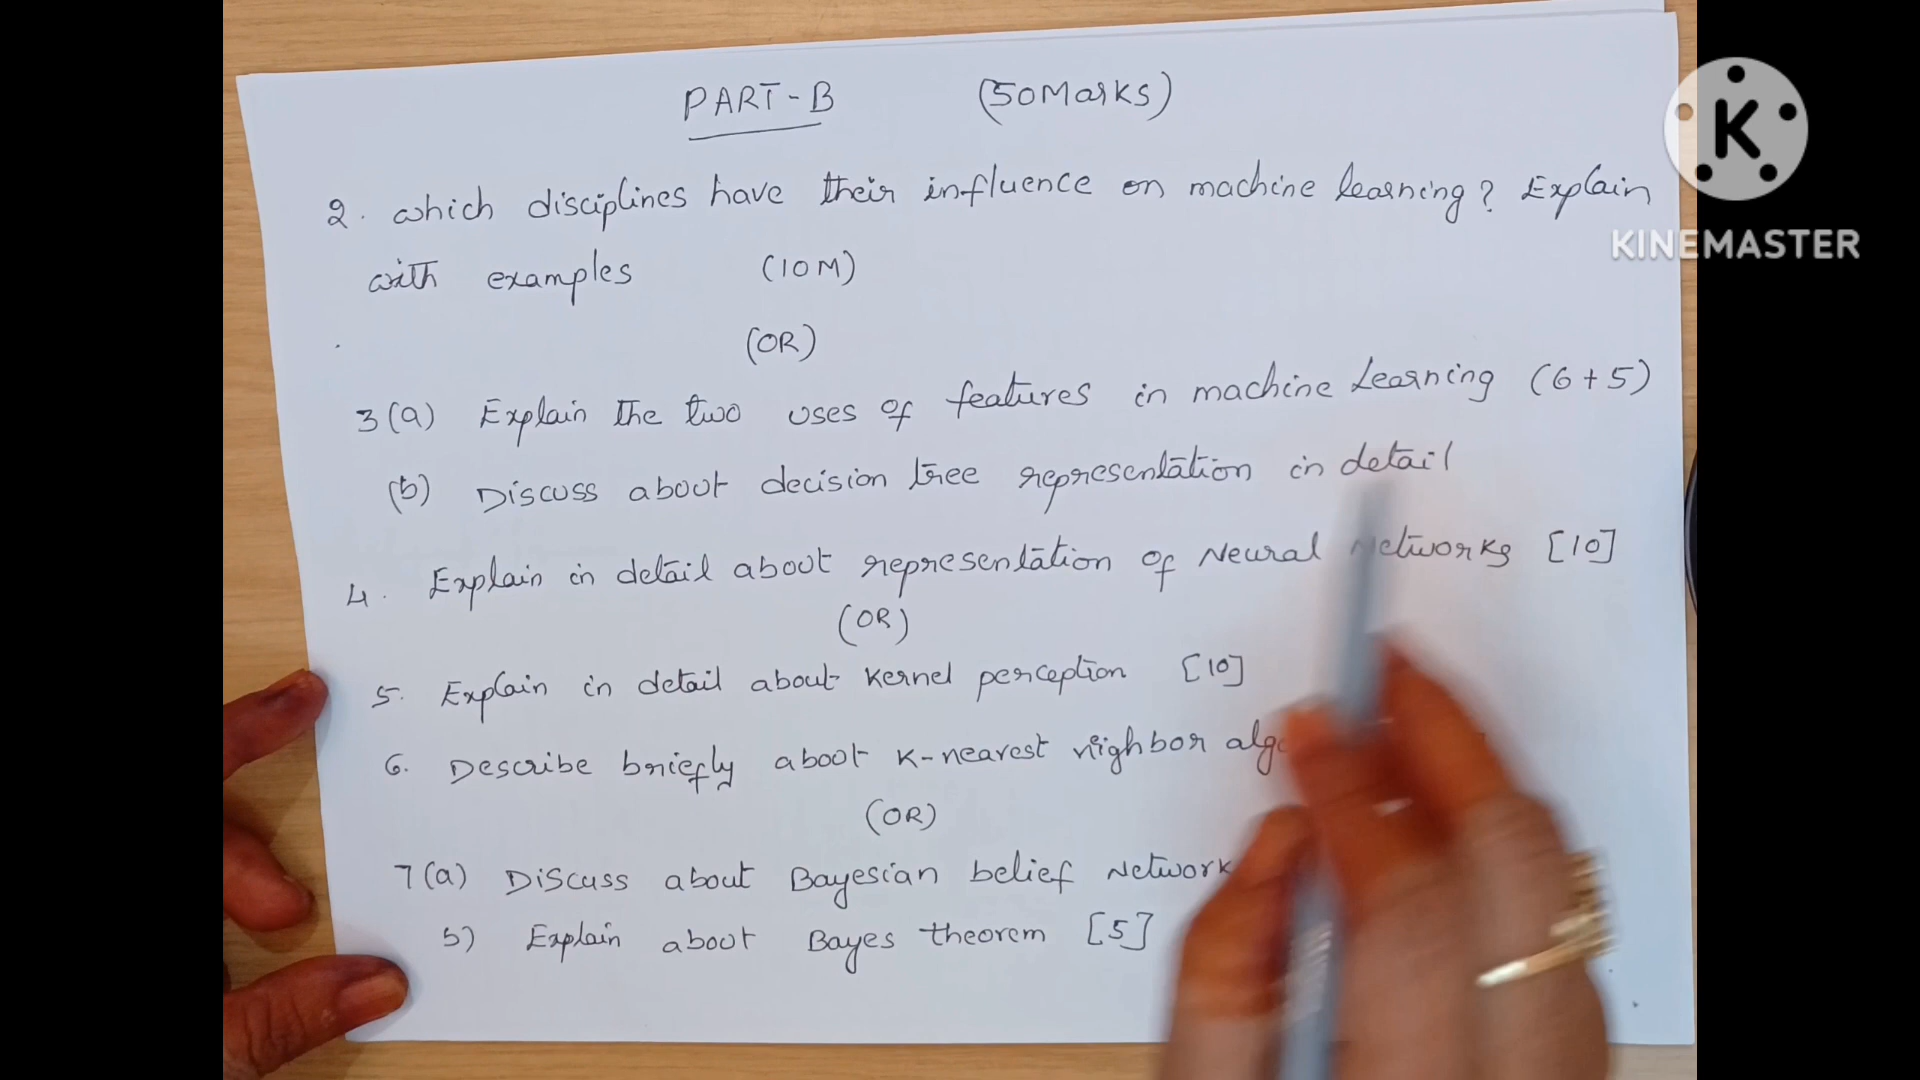 PART-B (50Marks)
2. which disciplines have their influence on machine learning? Explain
with examples (10M)
(OR)
3(a) Explain the two uses of features in machine Learning (6+5)
(b) Discuss about decision tree representation in detail
4. Explain in detail about representation of Neural Networks [10]
(OR)
5. Explain in detail about kernel perception [10]
6. Describe briefly about K-nearest neighbor
(OR)
7(a) Discuss about Bayesian belief Network
b) Explain about Bayes theorem [5]
K
KINEMASTER